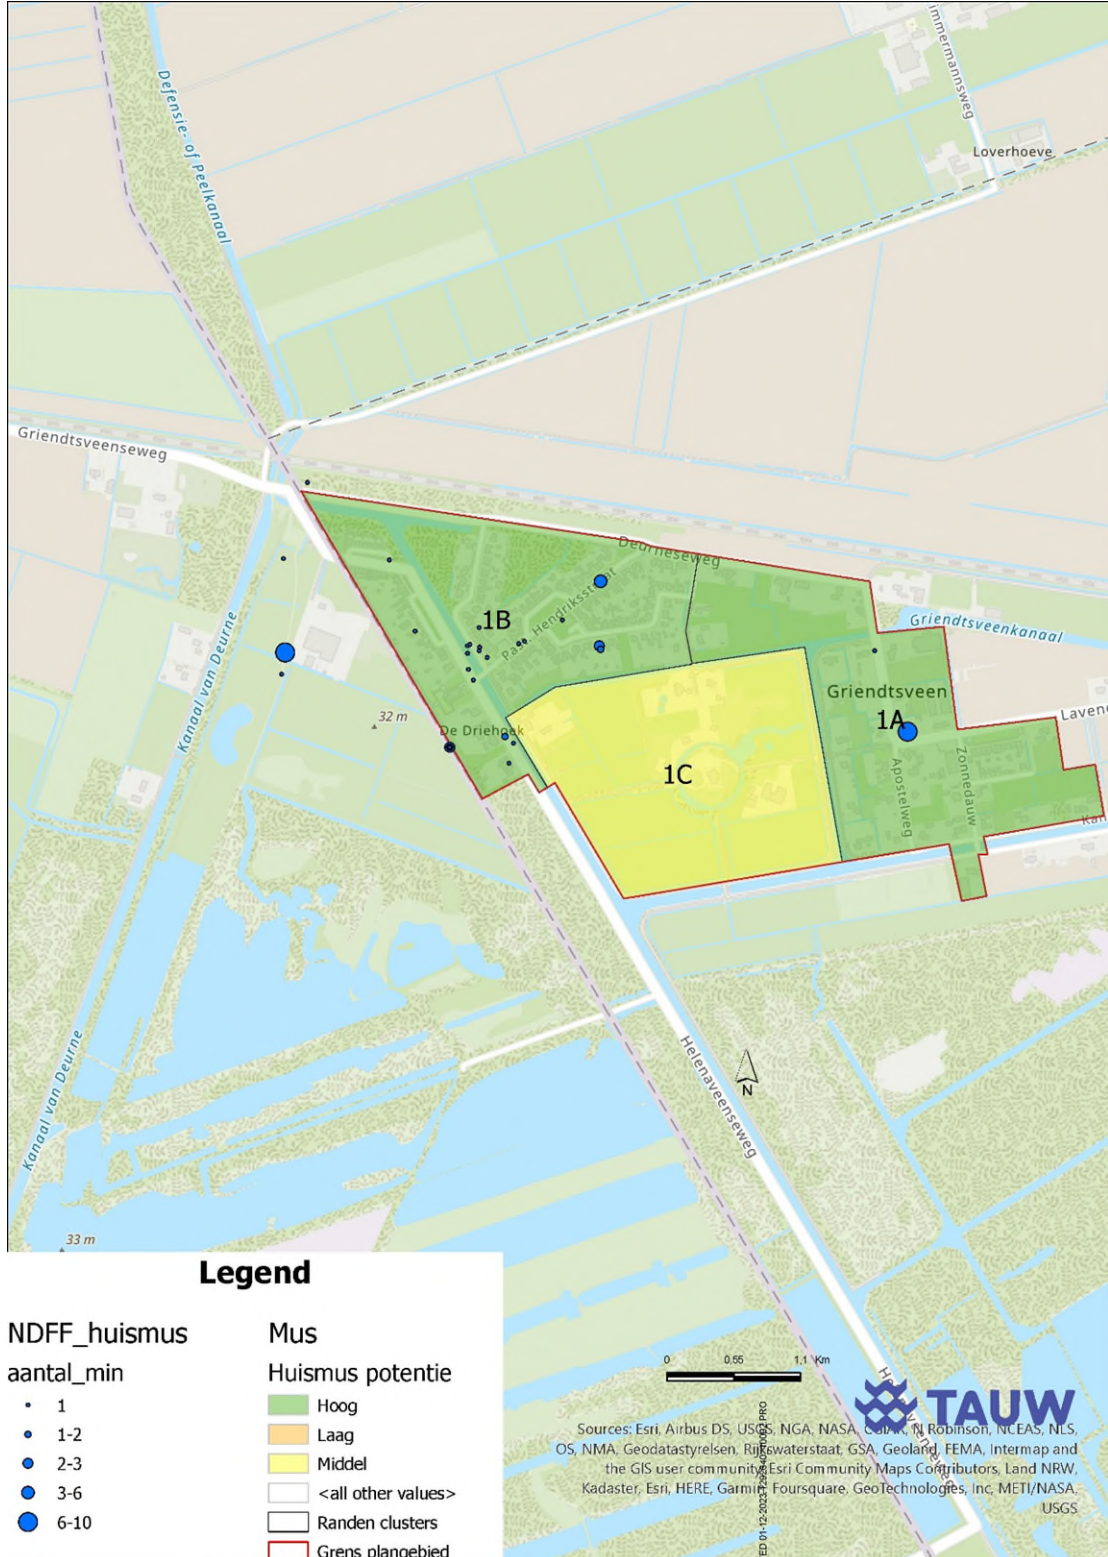 immermannsweg
Defensie- of Peelkanaal
Loverhoeve
Griendtsveenseweg
Deurneseweg
Griendtsveenkanaal
1B
Kanaal van Deurne
Griendtsveen
1A
32 m
De Driehoek
Lavene
1C
Apostelweg
Zonnedauw
Kan
Kanaal van Deurne
Helenaveenseweg
N
33 m
Legend
NDFF_huismus
aantal_min
1
1-2
2-3
3-6
6-10
Mus
Huismus potentie
Hoog
Laag
Middel
<all other values>
Randen clusters
Grens plangebied
0 0.55 1.1 Km
TAUW
Sources: Esri, Airbus DS, USGS, NGA, NASA, CGIAR, N Robinson, NCEAS, NLS,
OS, NMA, Geodatastyrelsen, Rijkswaterstaat, GSA, Geoland, FEMA, Intermap and
the GIS user community, Esri Community Maps Contributors, Land NRW,
Kadaster, Esri, HERE, Garmin, Foursquare, GeoTechnologies, Inc, METI/NASA,
USGS